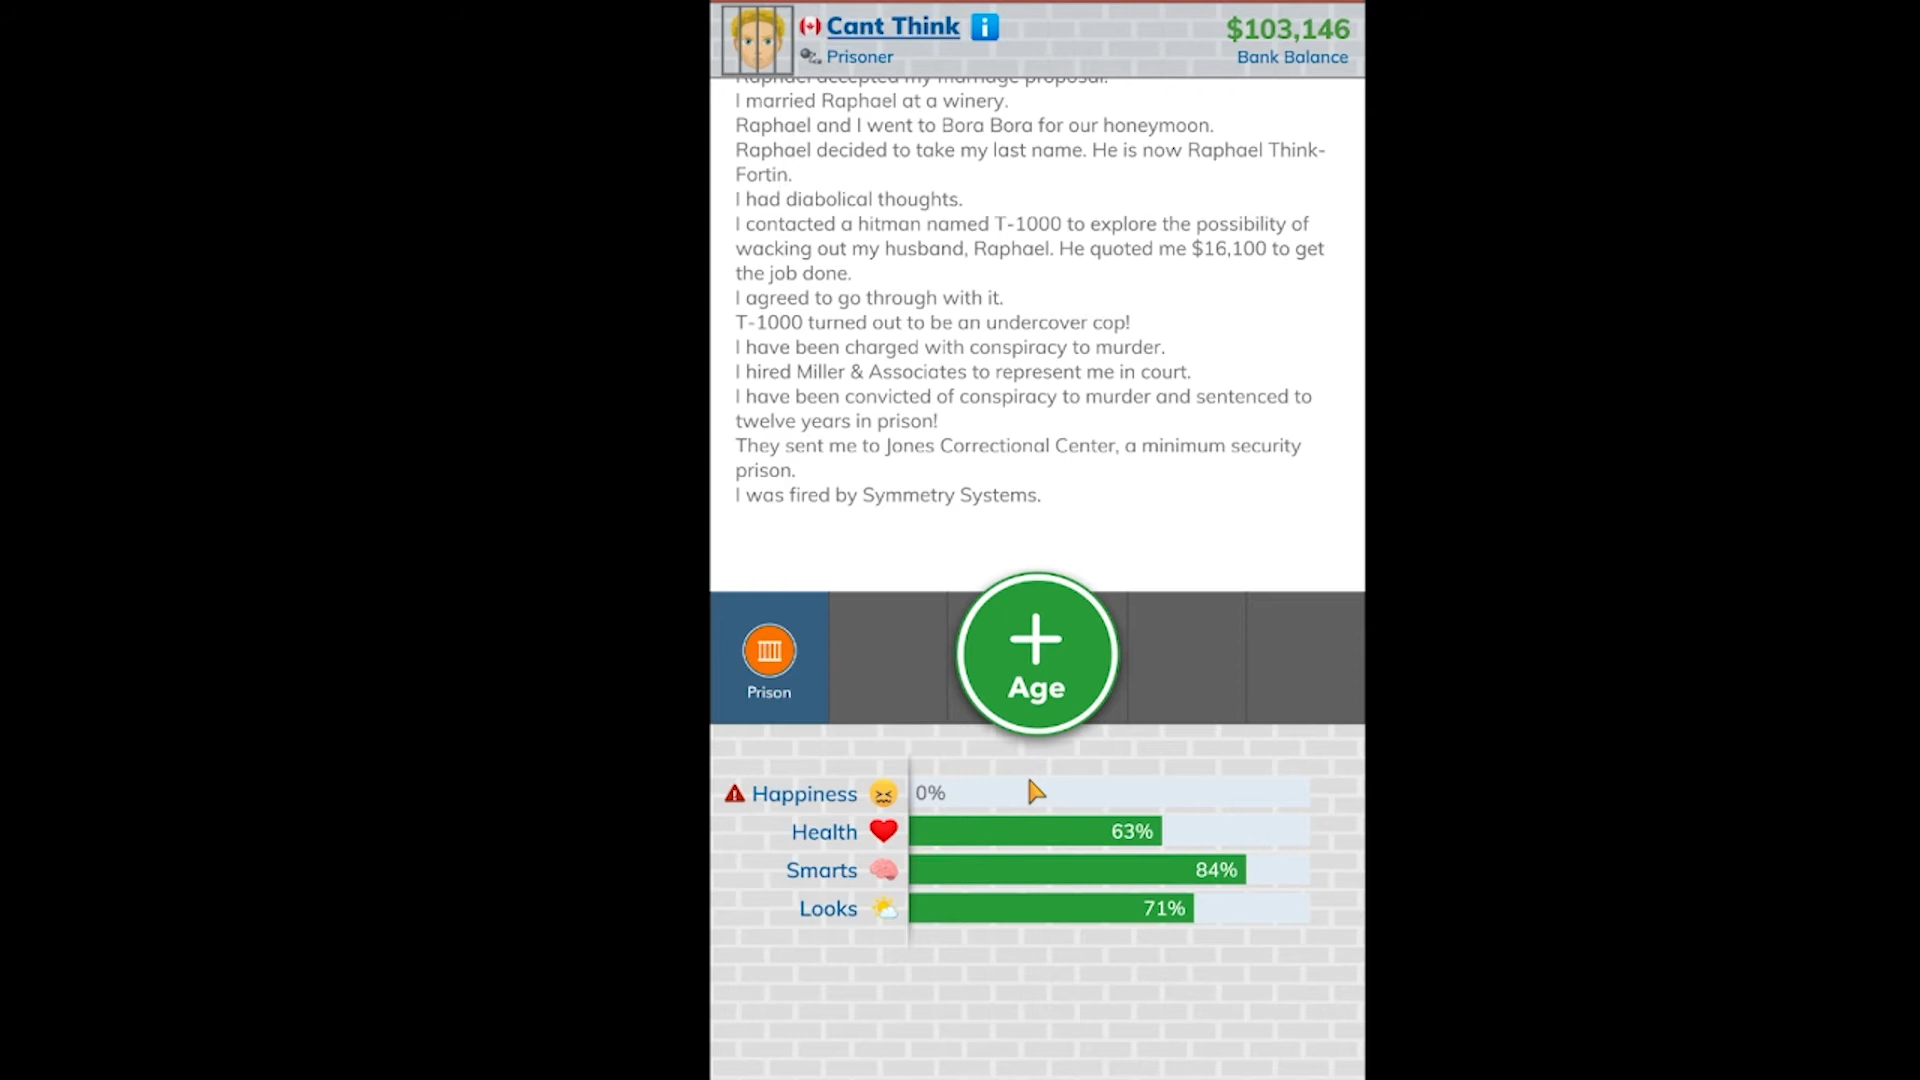 Cant Think
$103,146
Prisoner
Bank Balance
Raphael accepted my marriage proposal.
I married Raphael at a winery.
Raphael and I went to Bora Bora for our honeymoon.
Raphael decided to take my last name. He is now Raphael Think-
Fortin.
I had diabolical thoughts.
I contacted a hitman named T-1000 to explore the possibility of
wacking out my husband, Raphael. He quoted me $16,100 to get
the job done.
I agreed to go through with it.
T-1000 turned out to be an undercover cop!
I have been charged with conspiracy to murder.
I hired Miller & Associates to represent me in court.
I have been convicted of conspiracy to murder and sentenced to
twelve years in prison!
They sent me to Jones Correctional Center, a minimum security
prison.
I was fired by Symmetry Systems.
Prison
Age
Happiness 0%
Health 63%
Smarts 84%
Looks 71%